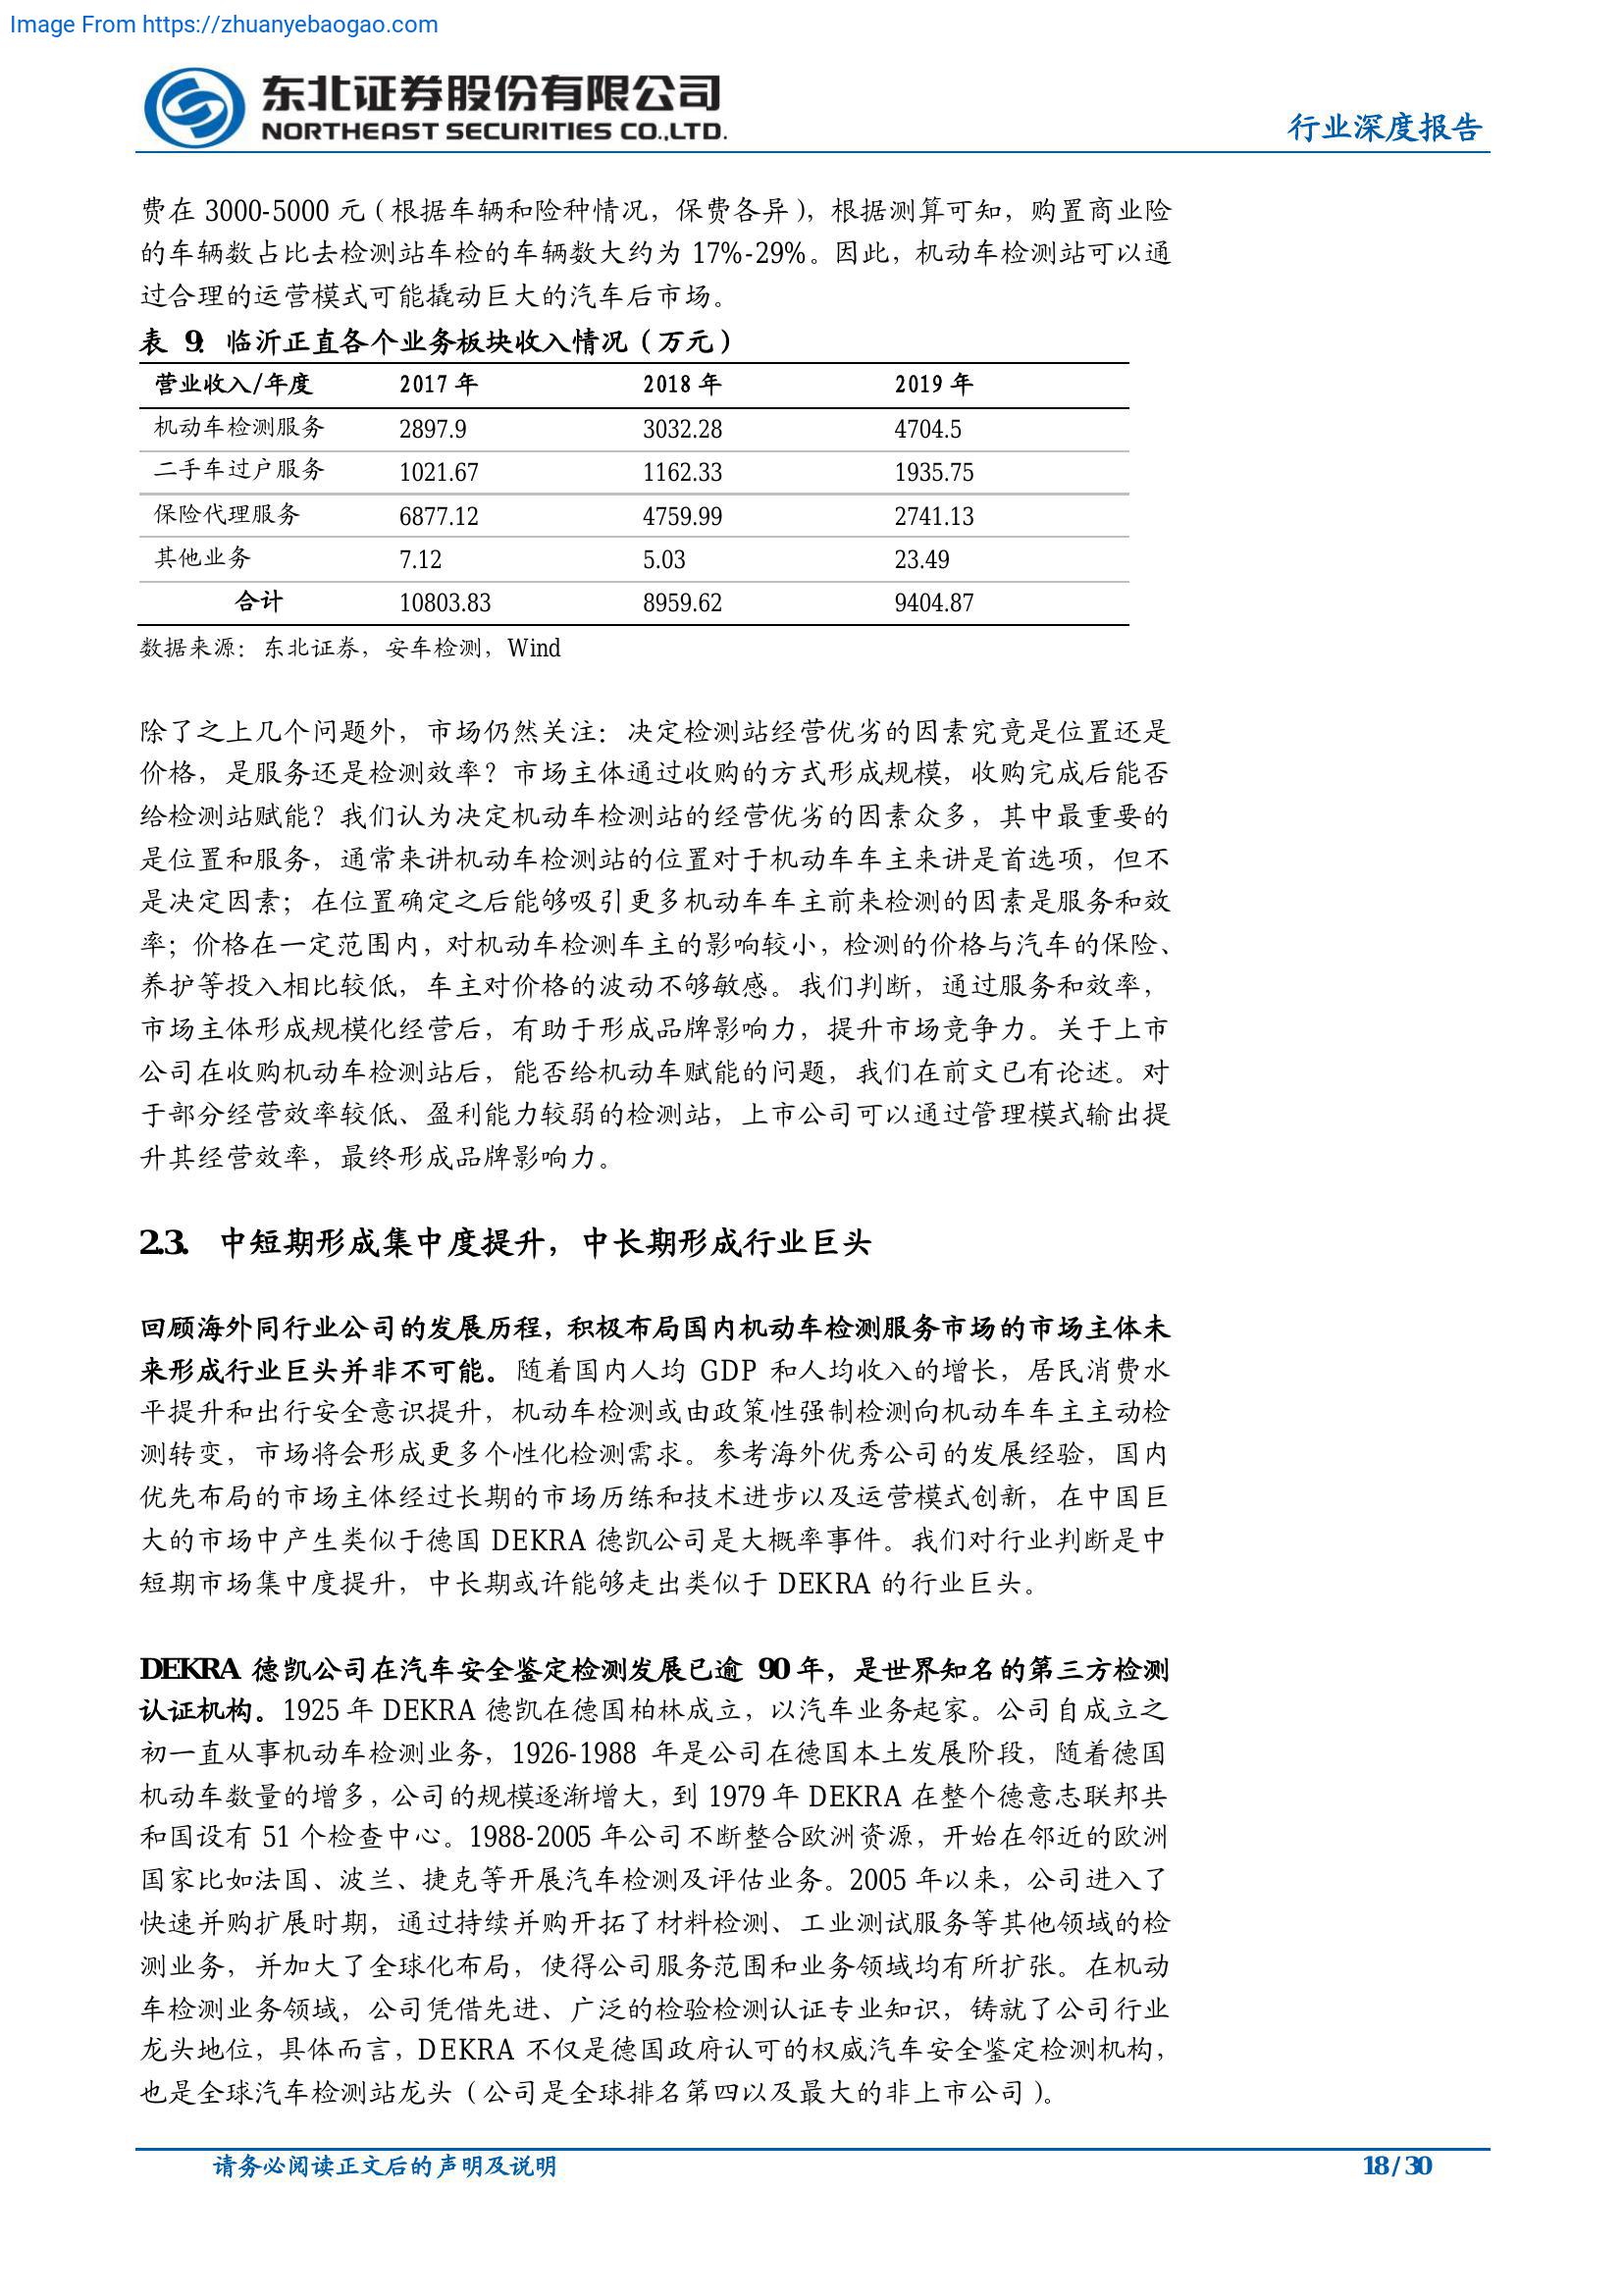 Image From https://zhuanyebaogao.com
东北证券股份有限公司
NORTHEAST SECURITIES CO.,LTD.
行业深度报告
费在 3000-5000 元（根据车辆和险种情况，保费各异），根据测算可知，购置商业险
的车辆数占比去检测站车检的车辆数大约为 17%-29%。因此，机动车检测站可以通
过合理的运营模式可能撬动巨大的汽车后市场。
表 9：临沂正直各个业务板块收入情况（万元）
营业收入/年度 2017 年 2018 年 2019 年
机动车检测服务 2897.9 3032.28 4704.5
二手车过户服务 1021.67 1162.33 1935.75
保险代理服务 6877.12 4759.99 2741.13
其他业务 7.12 5.03 23.49
合计 10803.83 8959.62 9404.87
数据来源：东北证券，安车检测，Wind
除了之上几个问题外，市场仍然关注：决定检测站经营优劣的因素究竟是位置还是
价格，是服务还是检测效率？市场主体通过收购的方式形成规模，收购完成后能否
给检测站赋能？我们认为决定机动车检测站的经营优劣的因素众多，其中最重要的
是位置和服务，通常来讲机动车检测站的位置对于机动车车主来讲是首选项，但不
是决定因素；在位置确定之后能够吸引更多机动车车主前来检测的因素是服务和效
率；价格在一定范围内，对机动车检测车主的影响较小，检测的价格与汽车的保险、
养护等投入相比较低，车主对价格的波动不够敏感。我们判断，通过服务和效率，
市场主体形成规模化经营后，有助于形成品牌影响力，提升市场竞争力。关于上市
公司在收购机动车检测站后，能否给机动车赋能的问题，我们在前文已有论述。对
于部分经营效率较低、盈利能力较弱的检测站，上市公司可以通过管理模式输出提
升其经营效率，最终形成品牌影响力。
2.3. 中短期形成集中度提升，中长期形成行业巨头
回顾海外同行业公司的发展历程，积极布局国内机动车检测服务市场的市场主体未
来形成行业巨头并非不可能。随着国内人均 GDP 和人均收入的增长，居民消费水
平提升和出行安全意识提升，机动车检测或由政策性强制检测向机动车车主主动检
测转变，市场将会形成更多个性化检测需求。参考海外优秀公司的发展经验，国内
优先布局的市场主体经过长期的市场历练和技术进步以及运营模式创新，在中国巨
大的市场中产生类似于德国 DEKRA 德凯公司是大概率事件。我们对行业判断是中
短期市场集中度提升，中长期或许能够走出类似于 DEKRA 的行业巨头。
DEKRA 德凯公司在汽车安全鉴定检测发展已逾 90 年，是世界知名的第三方检测
认证机构。1925 年 DEKRA 德凯在德国柏林成立，以汽车业务起家。公司自成立之
初一直从事机动车检测业务，1926-1988 年是公司在德国本土发展阶段，随着德国
机动车数量的增多，公司的规模逐渐增大，到 1979 年 DEKRA 在整个德意志联邦共
和国设有 51 个检查中心。1988-2005 年公司不断整合欧洲资源，开始在邻近的欧洲
国家比如法国、波兰、捷克等开展汽车检测及评估业务。2005 年以来，公司进入了
快速并购扩展时期，通过持续并购开拓了材料检测、工业测试服务等其他领域的检
测业务，并加大了全球化布局，使得公司服务范围和业务领域均有所扩张。在机动
车检测业务领域，公司凭借先进、广泛的检验检测认证专业知识，铸就了公司行业
龙头地位，具体而言，DEKRA 不仅是德国政府认可的权威汽车安全鉴定检测机构，
也是全球汽车检测站龙头（公司是全球排名第四以及最大的非上市公司）。
请务必阅读正文后的声明及说明
18 / 30